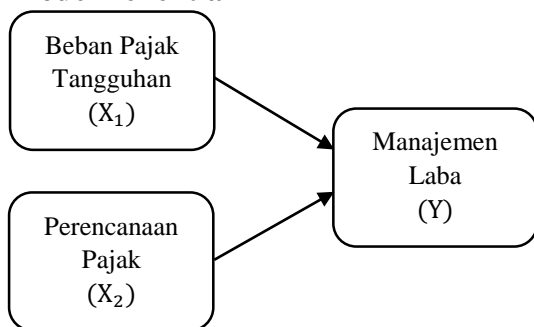 Beban Pajak
Tangguhan
(X₁)
Manajemen
Laba
(Y)
Perencanaan
Pajak
(X₂)